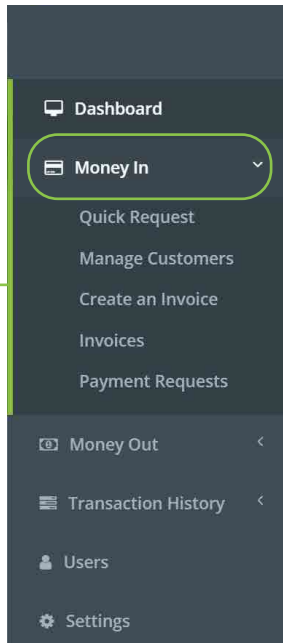 Dashboard
Money In
Quick Request
Manage Customers
Create an Invoice
Invoices
Payment Requests
Money Out
Transaction History
Users
Settings